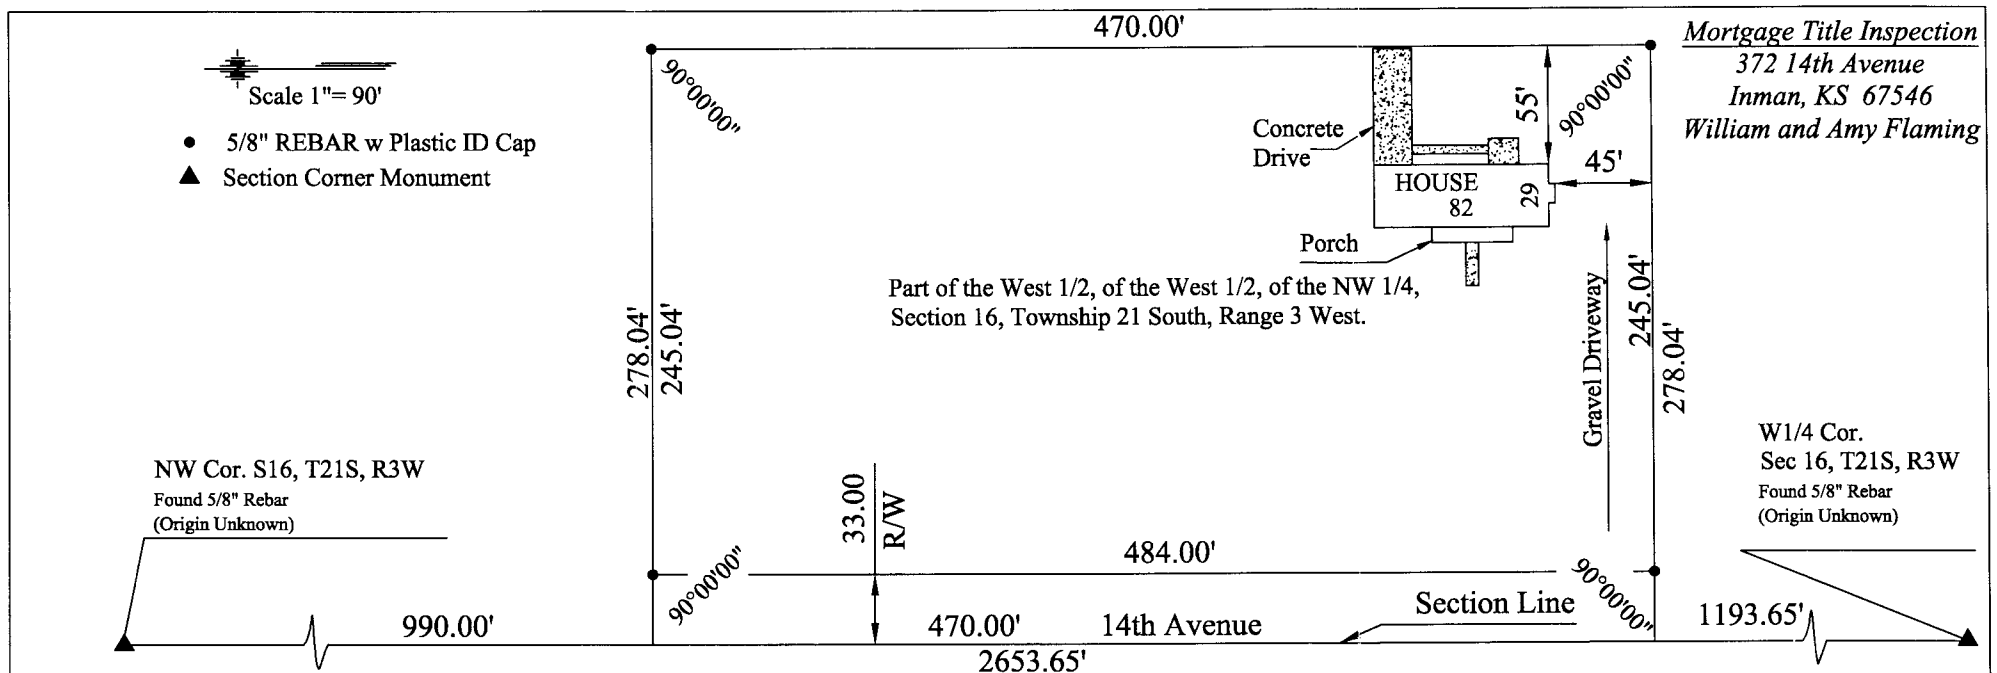 470.00'
Mortgage Title Inspection
372 14th Avenue
Inman, KS 67546
William and Amy Flaming
Scale 1"= 90'
5/8" REBAR w Plastic ID Cap
Section Corner Monument
90°00'00"
90°00'00"
55'
45'
Concrete
Drive
HOUSE
82
29
Porch
Part of the West 1/2, of the West 1/2, of the NW 1/4,
Section 16, Township 21 South, Range 3 West.
278.04'
245.04'
Gravel Driveway
245.04'
278.04'
NW Cor. S16, T21S, R3W
Found 5/8" Rebar
(Origin Unknown)
W1/4 Cor.
Sec 16, T21S, R3W
Found 5/8" Rebar
(Origin Unknown)
33.00
R/W
484.00'
90°00'00"
90°00'00"
990.00'
470.00'
14th Avenue
Section Line
1193.65'
2653.65'